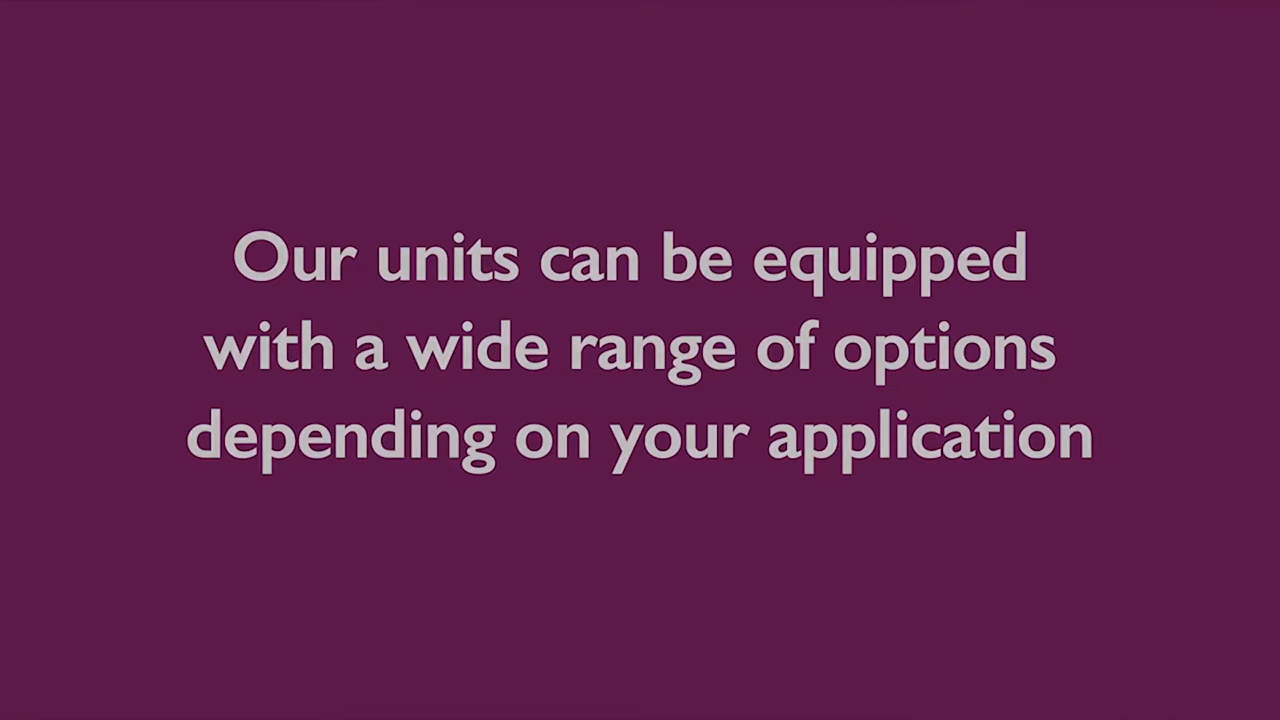 Our units can be equipped
with a wide range of options
depending on your application